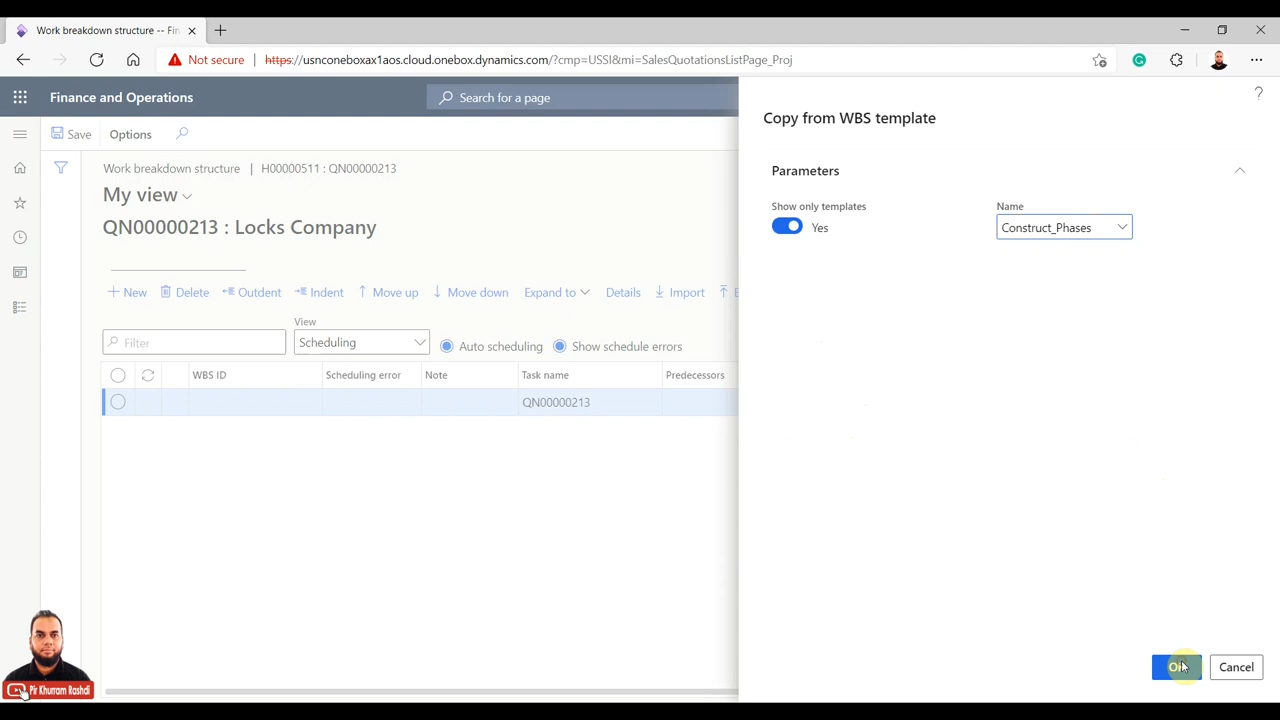 Work breakdown structure -- Fin
Not secure
https://usnconeboxax1aos.cloud.onebox.dynamics.com/?cmp=USSI&mi=SalesQuotationsListPage_Proj
Finance and Operations
Search for a page
?
Save
Options
Copy from WBS template
Work breakdown structure | H00000511 : QN00000213
Parameters
My view
Show only templates
Name
Yes
Construct_Phases
QN00000213 : Locks Company
New
Delete
Outdent
Indent
Move up
Move down
Expand to
Details
Import
E
View
Filter
Scheduling
Auto scheduling
Show schedule errors
WBS ID
Scheduling error
Note
Task name
Predecessors
QN00000213
Cancel
Pir Khurram Rashdi